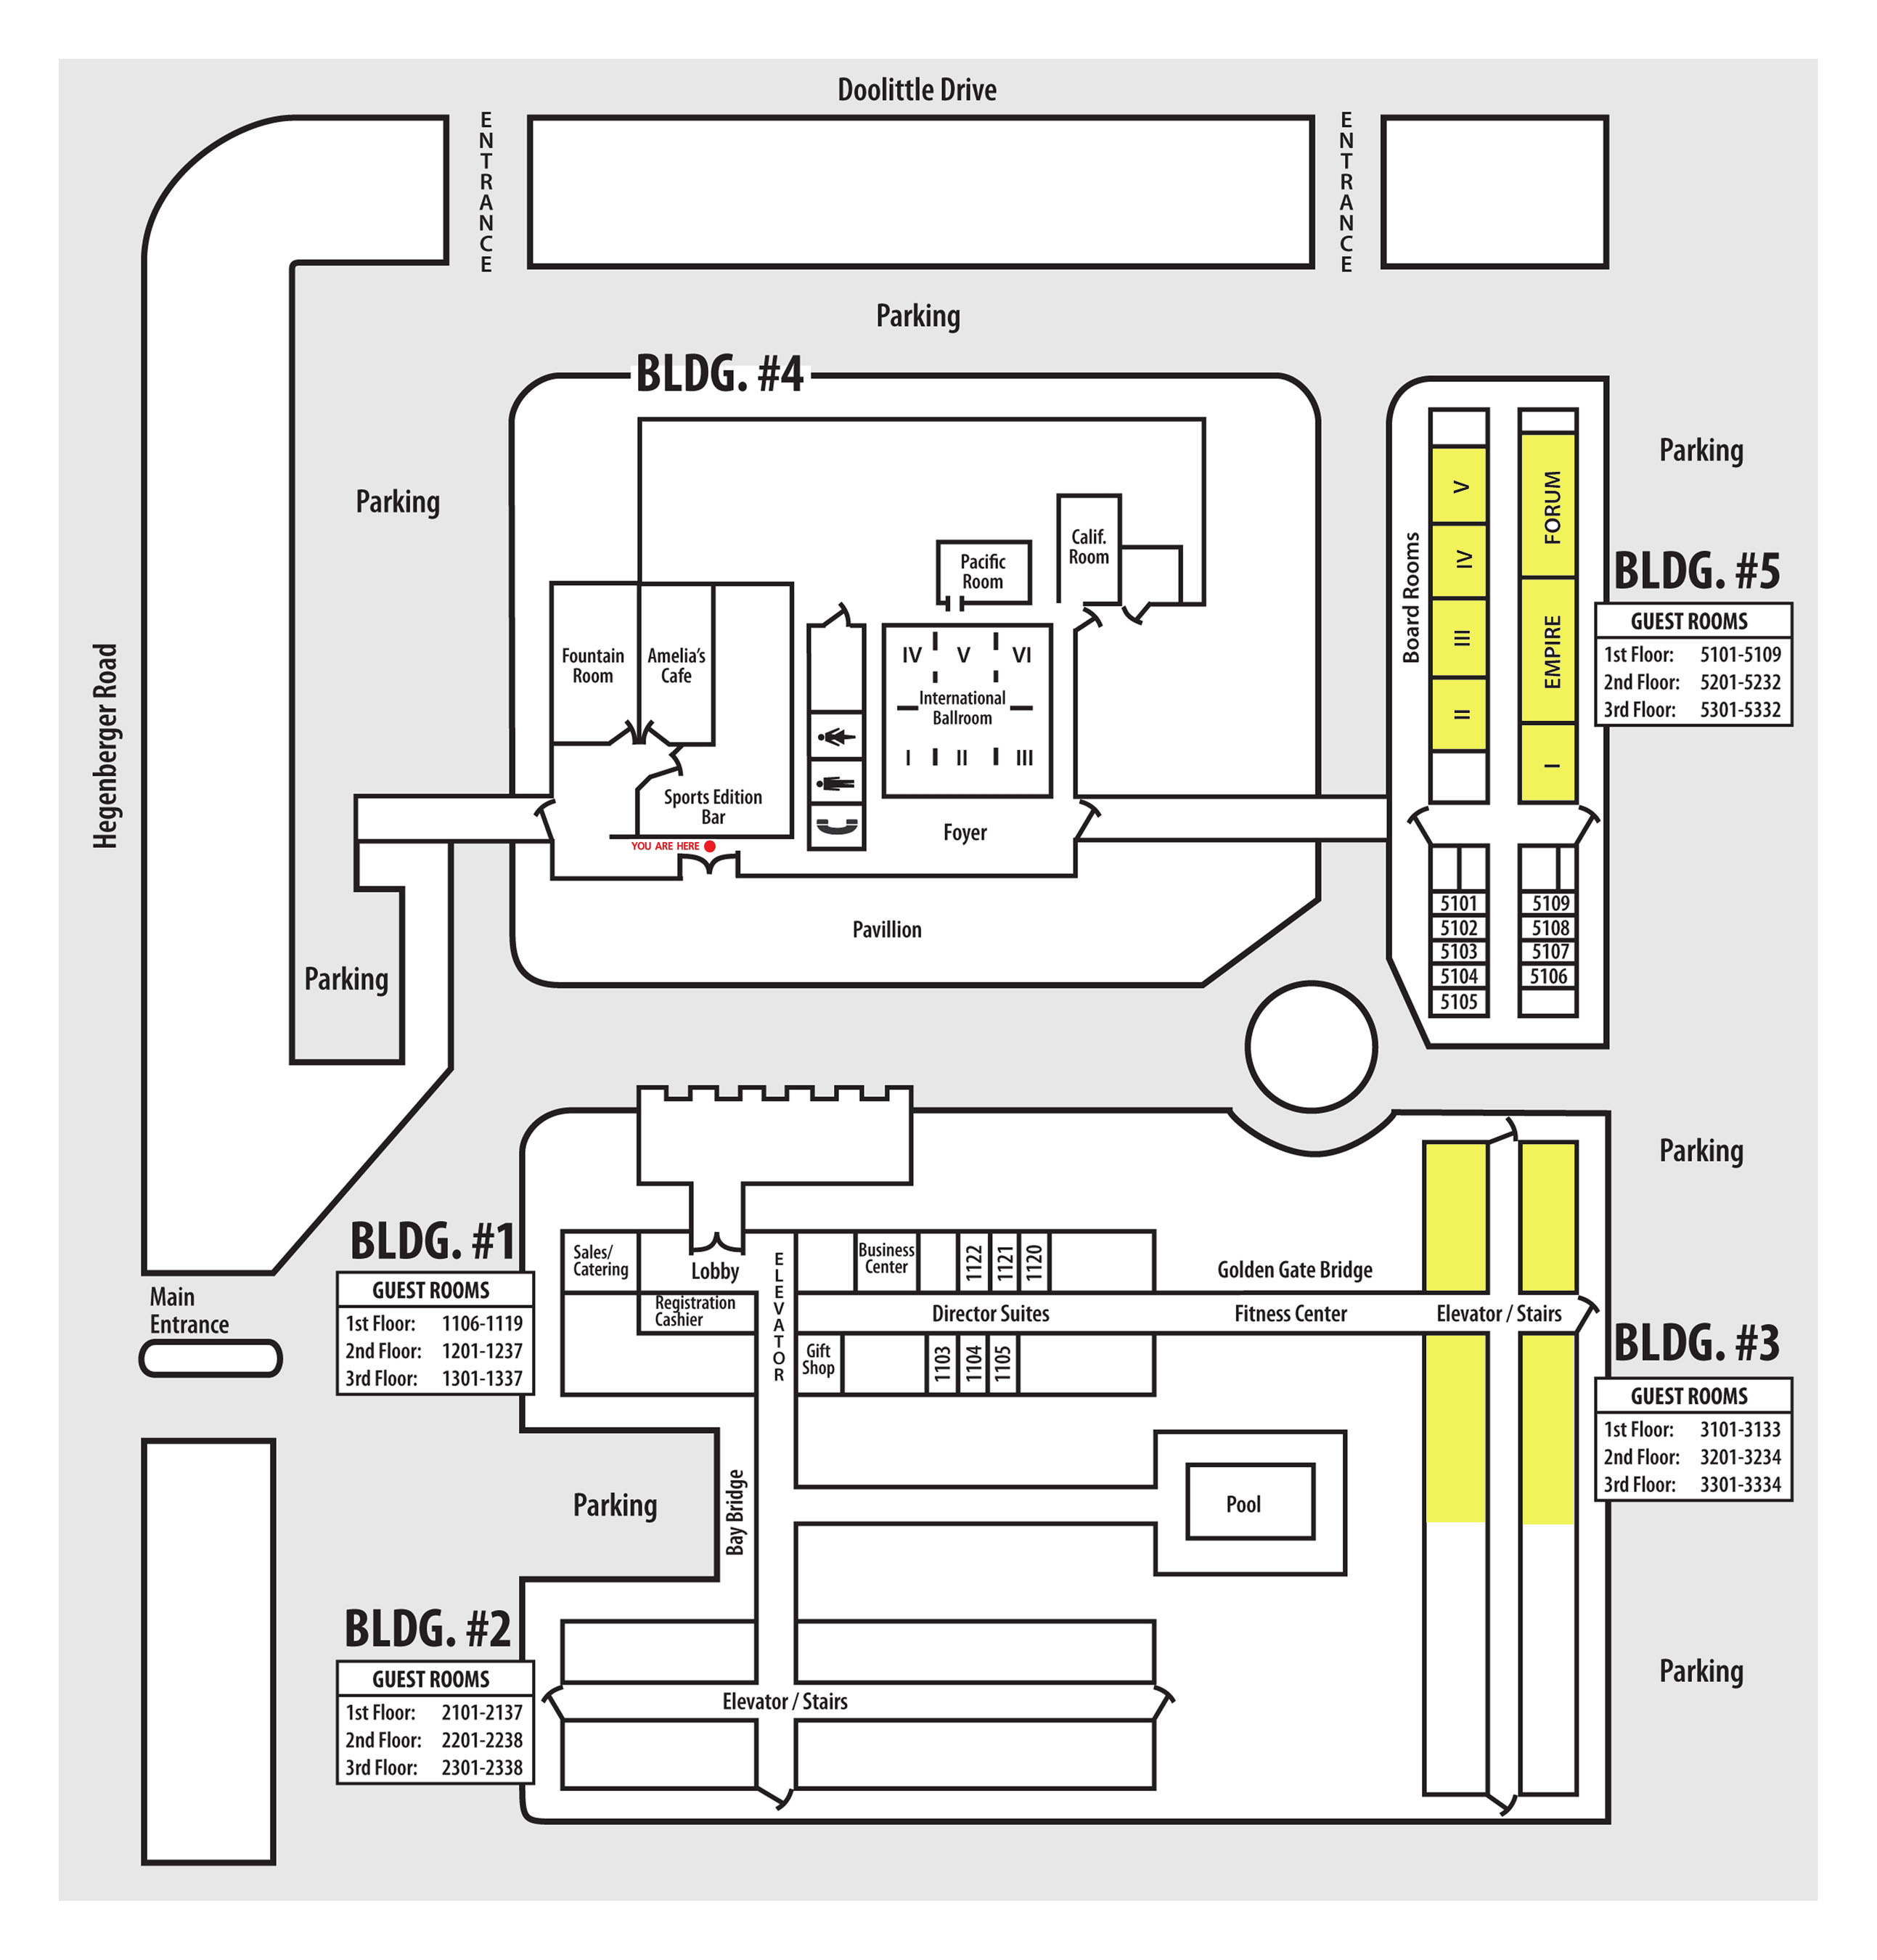 Doolittle Drive
ENTRANCE
ENTRANCE
Parking
BLDG. #4
Parking
Parking
Calif.
Room
Pacific
Room
Fountain
Room
Amelia's
Cafe
IV V VI
International
Ballroom
I II III
Sports Edition
Bar
YOU ARE HERE
Foyer
Pavillion
Hegenberger Road
Parking
Board Rooms
V
IV
III
II
FORUM
EMPIRE
I
BLDG. #5
GUEST ROOMS
1st Floor: 5101-5109
2nd Floor: 5201-5232
3rd Floor: 5301-5332
5101
5102
5103
5104
5105
5109
5108
5107
5106
Parking
BLDG. #1
GUEST ROOMS
1st Floor: 1106-1119
2nd Floor: 1201-1237
3rd Floor: 1301-1337
Main
Entrance
Sales/
Catering
Lobby
Registration
Cashier
ELEVATOR
Business
Center
1122
1121
1120
Director Suites
Gift
Shop
1103
1104
1105
Golden Gate Bridge
Fitness Center
Elevator / Stairs
BLDG. #3
GUEST ROOMS
1st Floor: 3101-3133
2nd Floor: 3201-3234
3rd Floor: 3301-3334
Parking
Bay Bridge
Pool
BLDG. #2
GUEST ROOMS
1st Floor: 2101-2137
2nd Floor: 2201-2238
3rd Floor: 2301-2338
Elevator / Stairs
Parking